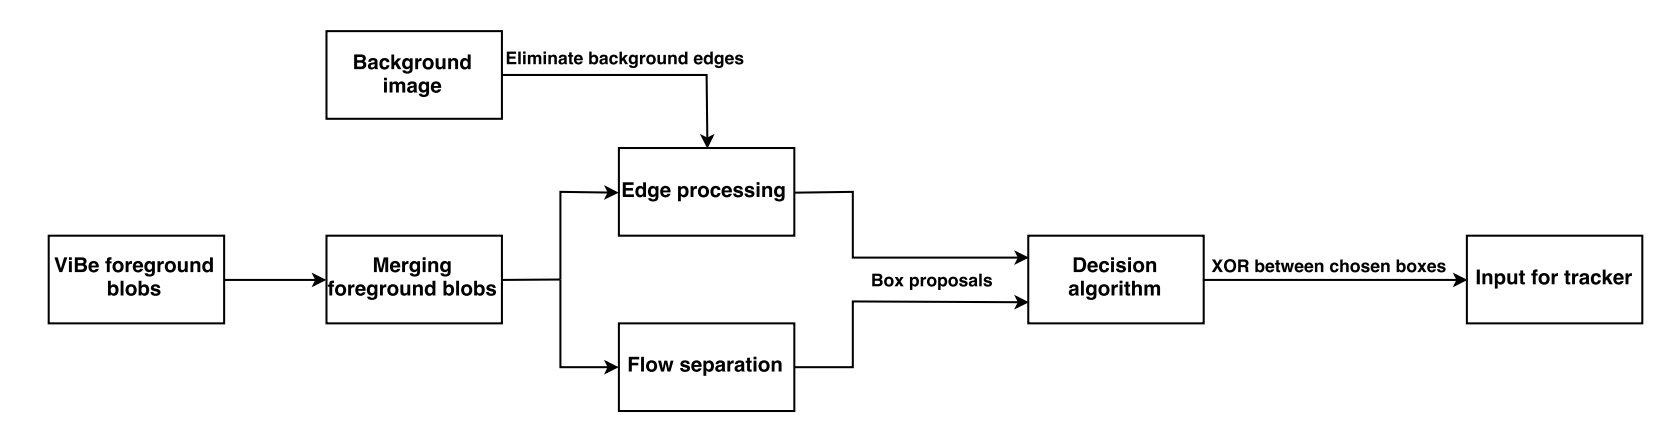 Background
image
Eliminate background edges
Edge processing
ViBe foreground
blobs
Merging
foreground blobs
Flow separation
Box proposals
Decision
algorithm
XOR between chosen boxes
Input for tracker